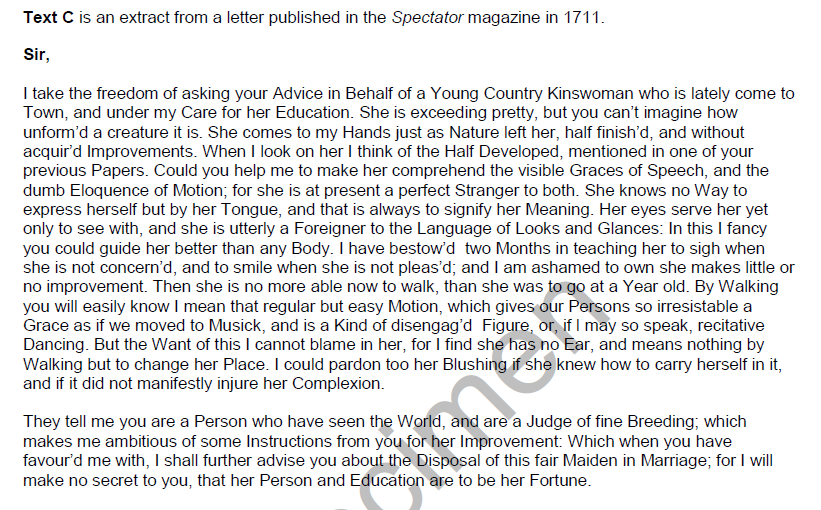 Text C is an extract from a letter published in the Spectator magazine in 1711.
Sir,
I take the freedom of asking your Advice in Behalf of a Young Country Kinswoman who is lately come to
Town, and under my Care for her Education. She is exceeding pretty, but you can't imagine how
unform'd a creature it is. She comes to my Hands just as Nature left her, half finish'd, and without
acquir'd Improvements. When I look on her I think of the Half Developed, mentioned in one of your
previous Papers. Could you help me to make her comprehend the visible Graces of Speech, and the
dumb Eloquence of Motion; for she is at present a perfect Stranger to both. She knows no Way to
express herself but by her Tongue, and that is always to signify her Meaning. Her eyes serve her yet
only to see with, and she is utterly a Foreigner to the Language of Looks and Glances: In this I fancy
you could guide her better than any Body. I have bestow'd two Months in teaching her to sigh when
she is not concern'd, and to smile when she is not pleas'd; and I am ashamed to own she makes little or
no improvement. Then she is no more able now to walk, than she was to go at a Year old. By Walking
you will easily know I mean that regular but easy Motion, which gives our Persons so irresistable a
Grace as if we moved to Musick, and is a Kind of disengag'd Figure, or, if I may so speak, recitative
Dancing. But the Want of this I cannot blame in her, for I find she has no Ear, and means nothing by
Walking but to change her Place. I could pardon too her Blushing if she knew how to carry herself in it,
and if it did not manifestly injure her Complexion.
They tell me you are a Person who have seen the World, and are a Judge of fine Breeding; which
makes me ambitious of some Instructions from you for her Improvement: Which when you have
favour'd me with, I shall further advise you about the Disposal of this fair Maiden in Marriage; for I will
make no secret to you, that her Person and Education are to be her Fortune.
cimen